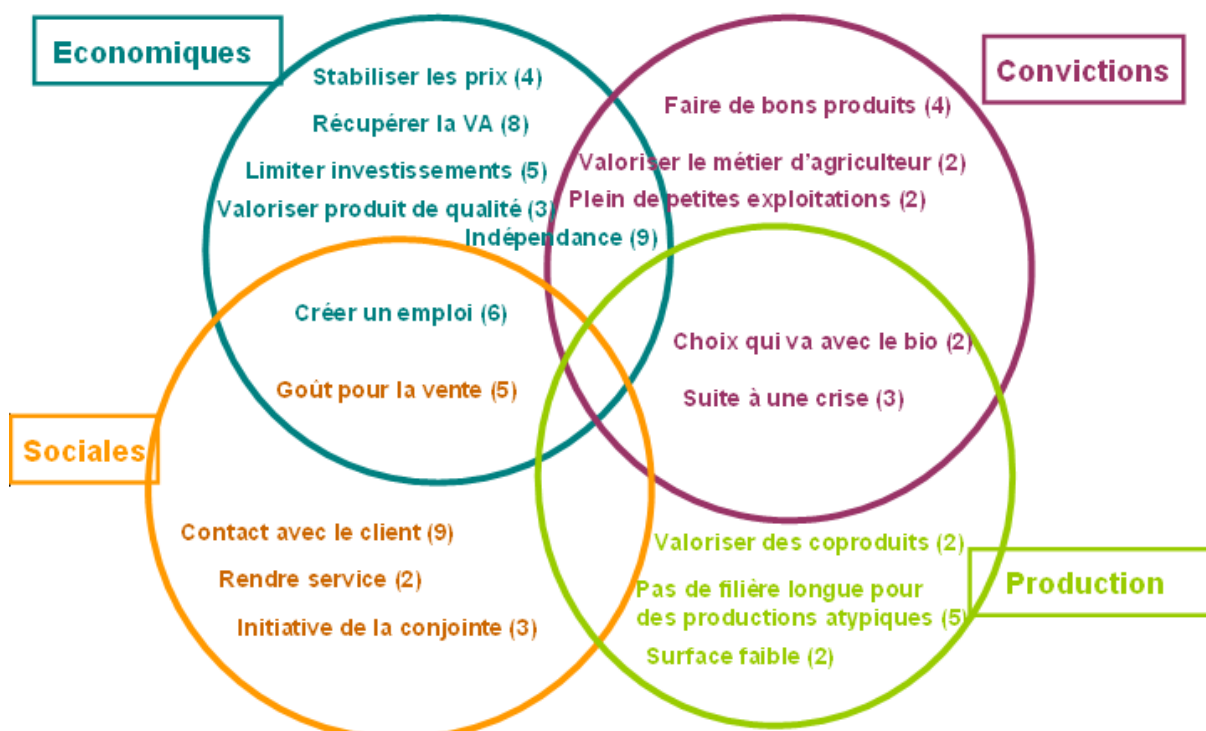 Economiques
Convictions
Stabiliser les prix (4)
Faire de bons produits (4)
Récupérer la VA (8)
Limiter investissements (5)
Valoriser le métier d'agriculteur (2)
Valoriser produit de qualité (3)
Plein de petites exploitations (2)
Indépendance (9)
Créer un emploi (6)
Choix qui va avec le bio (2)
Goût pour la vente (5)
Suite à une crise (3)
Sociales
Contact avec le client (9)
Valoriser des coproduits (2)
Production
Rendre service (2)
Pas de filière longue pour
des productions atypiques (5)
Initiative de la conjointe (3)
Surface faible (2)